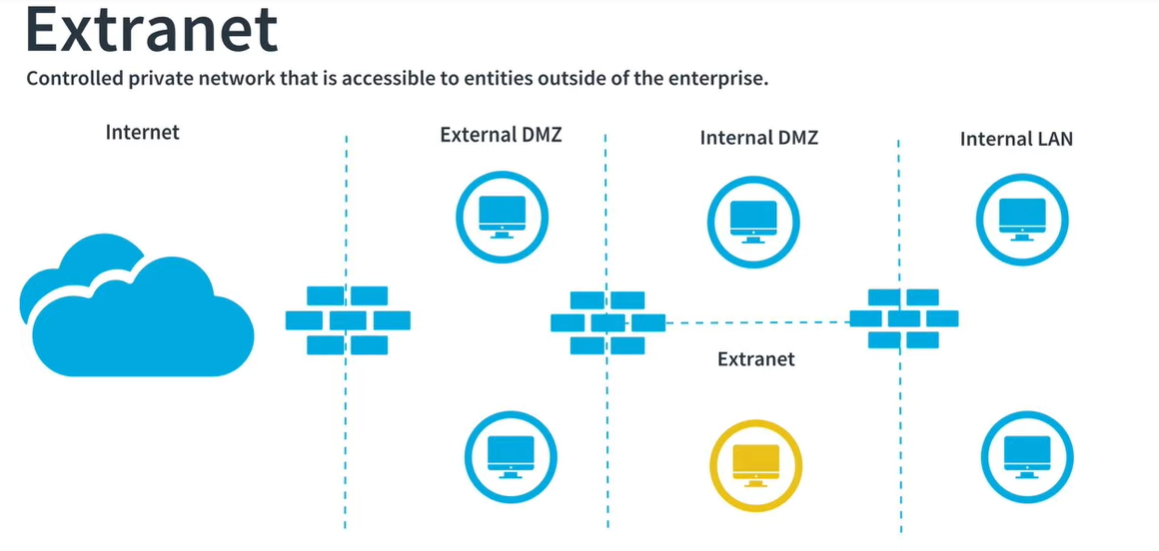 Extranet
Controlled private network that is accessible to entities outside of the enterprise.
Internet
External DMZ
Internal DMZ
Internal LAN
Extranet